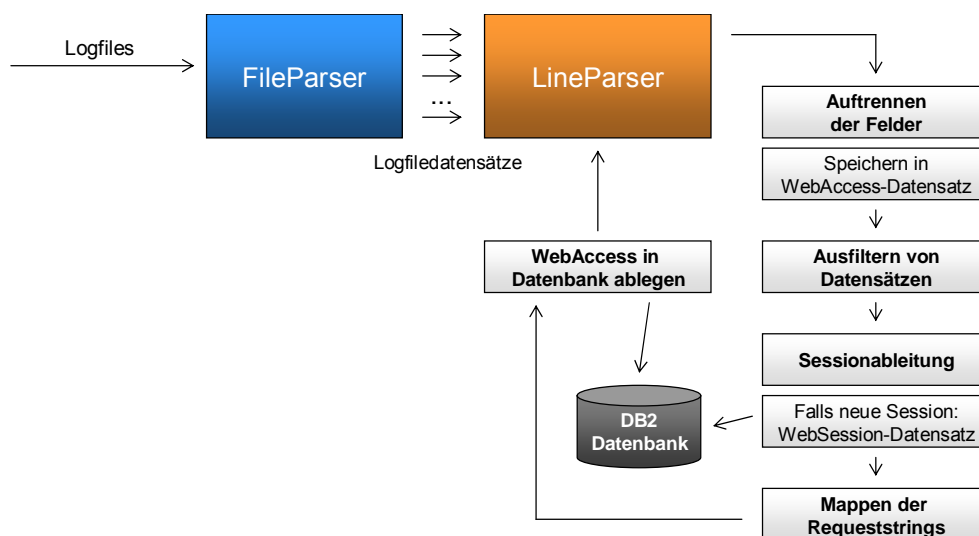 Logfiles
FileParser
...
LineParser
Logfiledatensätze
Auftrennen
der Felder
Speichern in
WebAccess-Datensatz
Ausfiltern von
Datensätzen
Sessionableitung
Falls neue Session:
WebSession-Datensatz
Mappen der
Requeststrings
WebAccess in
Datenbank ablegen
DB2
Datenbank